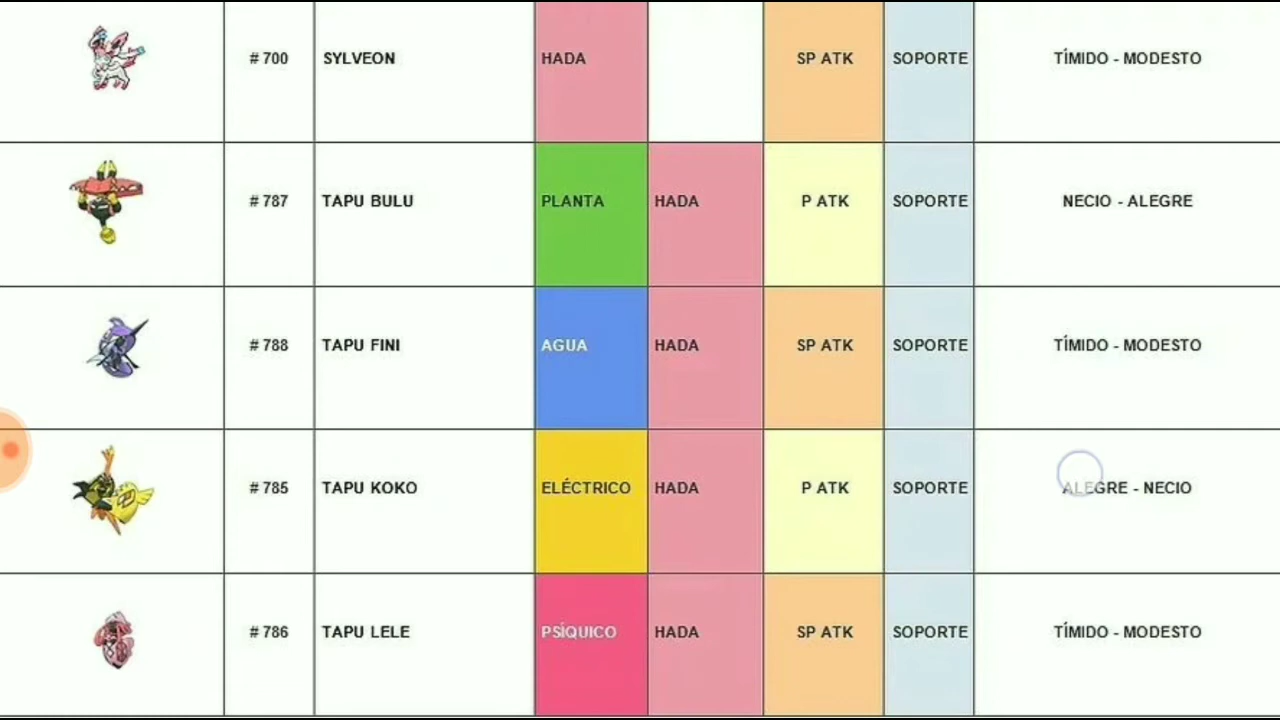 # 700 SYLVEON HADA SP ATK SOPORTE TÍMIDO - MODESTO
# 787 TAPU BULU PLANTA HADA P ATK SOPORTE NECIO - ALEGRE
# 788 TAPU FINI AGUA HADA SP ATK SOPORTE TÍMIDO - MODESTO
# 785 TAPU KOKO ELÉCTRICO HADA P ATK SOPORTE ALEGRE - NECIO
# 786 TAPU LELE PSÍQUICO HADA SP ATK SOPORTE TÍMIDO - MODESTO